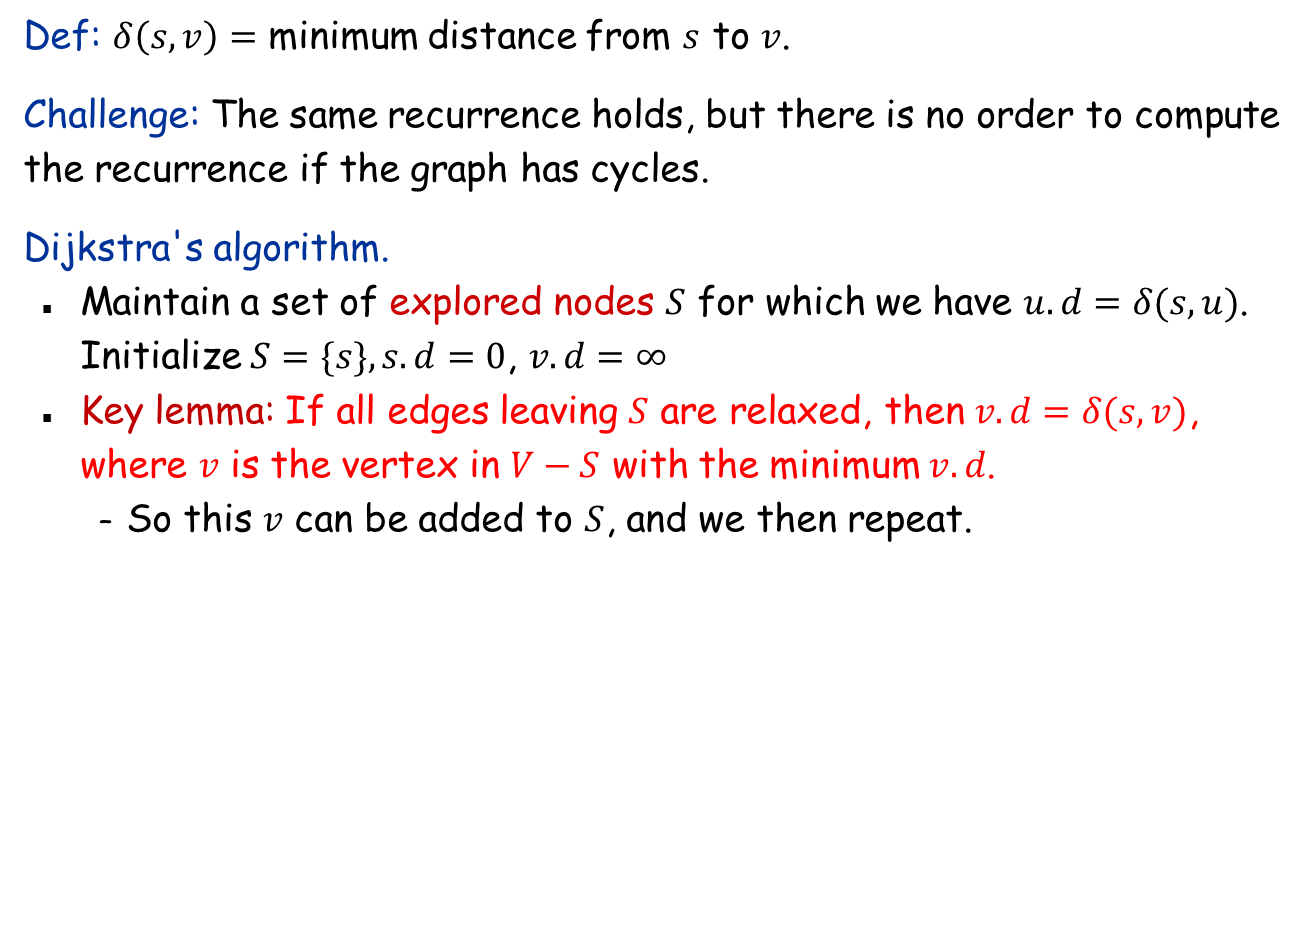 Def: δ(s, v) = minimum distance from s to v.
Challenge: The same recurrence holds, but there is no order to compute
the recurrence if the graph has cycles.
Dijkstra's algorithm.
▪ Maintain a set of explored nodes S for which we have u. d = δ(s, u).
Initialize S = {s}, s. d = 0, v. d = ∞
▪ Key lemma: If all edges leaving S are relaxed, then v. d = δ(s, v),
where v is the vertex in V − S with the minimum v. d.
- So this v can be added to S, and we then repeat.